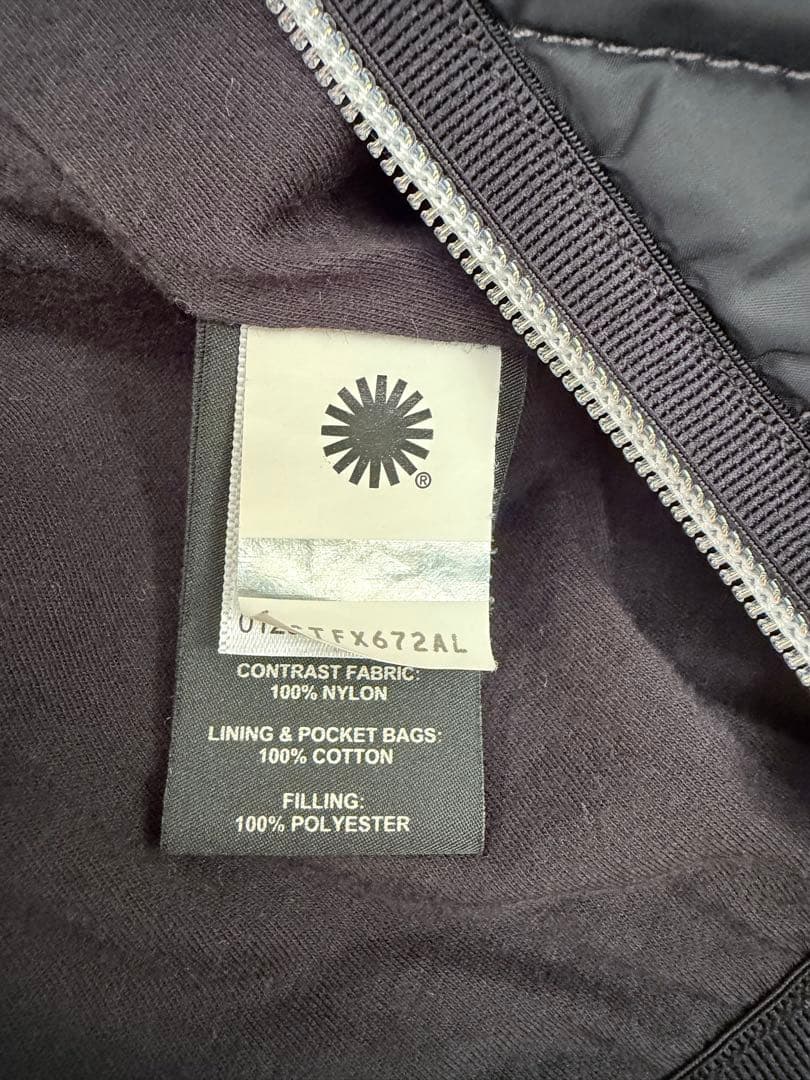 ®
CONTRAST FABRIC:
100% NYLON
LINING & POCKET BAGS:
100% COTTON
FILLING:
100% POLYESTER